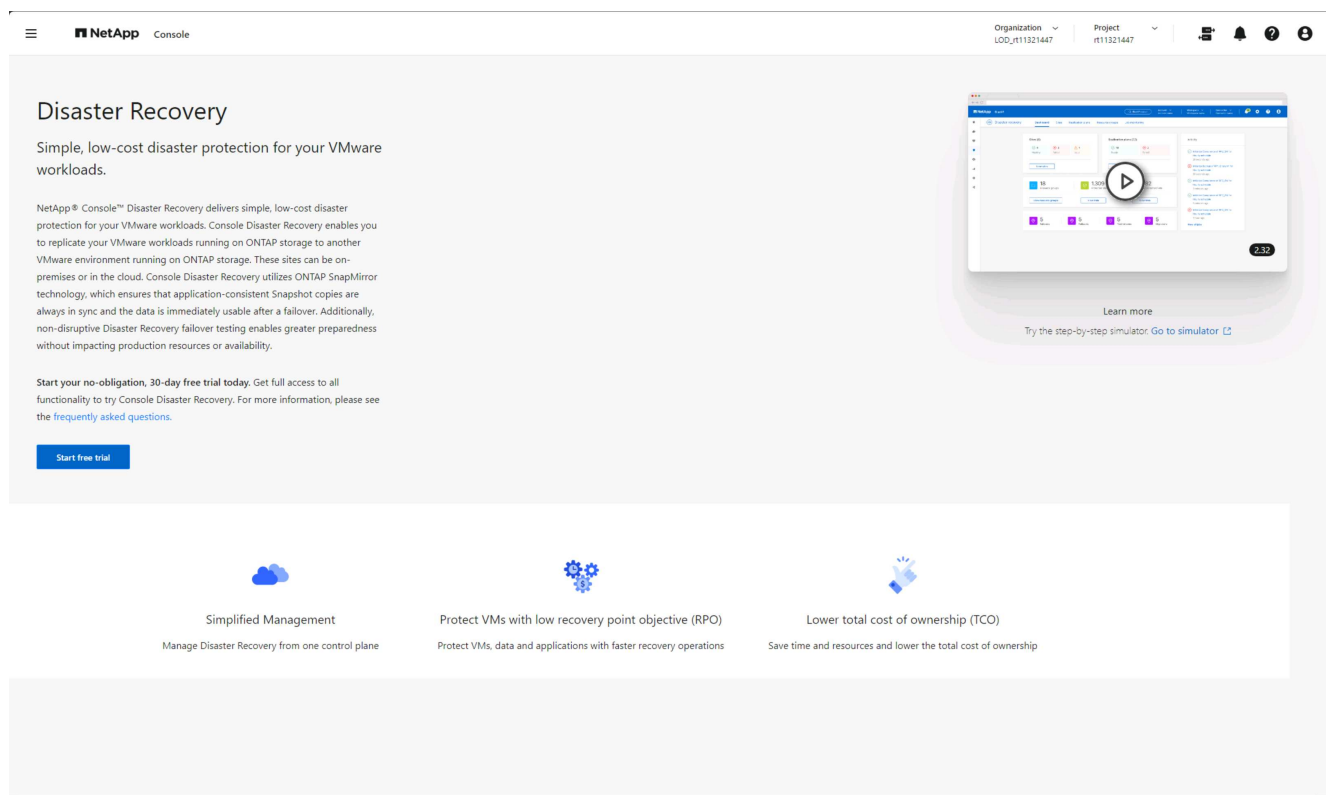 NetApp Console
Organization
LOD_rt11321447
Project
rt11321447
Disaster Recovery
Simple, low-cost disaster protection for your VMware
workloads.
NetApp® Console™ Disaster Recovery delivers simple, low-cost disaster
protection for your VMware workloads. Console Disaster Recovery enables you
to replicate your VMware workloads running on ONTAP storage to another
VMware environment running on ONTAP storage. These sites can be on-
premises or in the cloud. Console Disaster Recovery utilizes ONTAP SnapMirror
technology, which ensures that application-consistent Snapshot copies are
always in sync and the data is immediately usable after a failover. Additionally,
non-disruptive Disaster Recovery failover testing enables greater preparedness
without impacting production resources or availability.
Start your no-obligation, 30-day free trial today. Get full access to all
functionality to try Console Disaster Recovery. For more information, please see
the frequently asked questions.
Start free trial
2.32
Learn more
Try the step-by-step simulator. Go to simulator
Simplified Management
Manage Disaster Recovery from one control plane
Protect VMs with low recovery point objective (RPO)
Protect VMs, data and applications with faster recovery operations
Lower total cost of ownership (TCO)
Save time and resources and lower the total cost of ownership